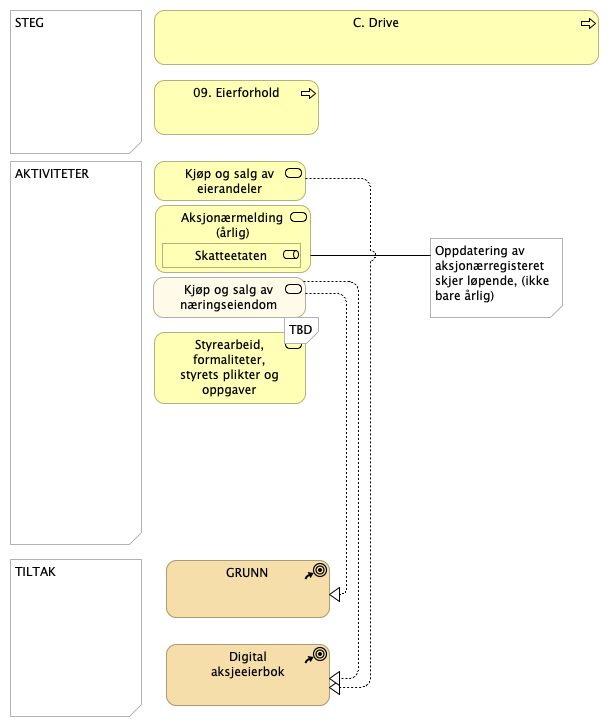 STEG
C. Drive
09. Eierforhold
AKTIVITETER
Kjøp og salg av
eierandeler
Aksjonærmelding
(årlig)
Skatteetaten
Oppdatering av
aksjonærregisteret
skjer løpende, (ikke
bare årlig)
Kjøp og salg av
næringseiendom
TBD
Styrearbeid,
formaliteter,
styrets plikter og
oppgaver
TILTAK
GRUNN
Digital
aksjeeierbok